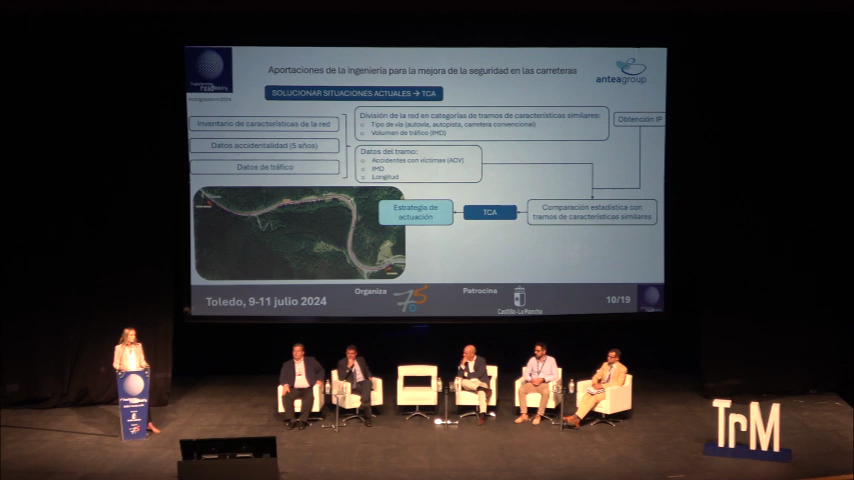 Aportaciones de la ingeniería para la mejora de la seguridad en las carreteras
anteagroup
SOLUCIONAR SITUACIONES ACTUALES → TCA
Inventario de características de la red
Datos accidentalidad (5 años)
Datos de tráfico
División de la red en categorías de tramos de características similares:
o Tipo de vía (autovía, autopista, carretera convencional)
o Volumen de tráfico (IMD)
Obtención IP
Datos del tramo:
o Accidentes con víctimas (ACV)
o IMD
o Longitud
Estrategia de
actuación
TCA
Comparación estadística con
tramos de características similares
Toledo, 9-11 julio 2024
Organiza
75
Patrocina
Castilla-La Mancha
10/19
TrM